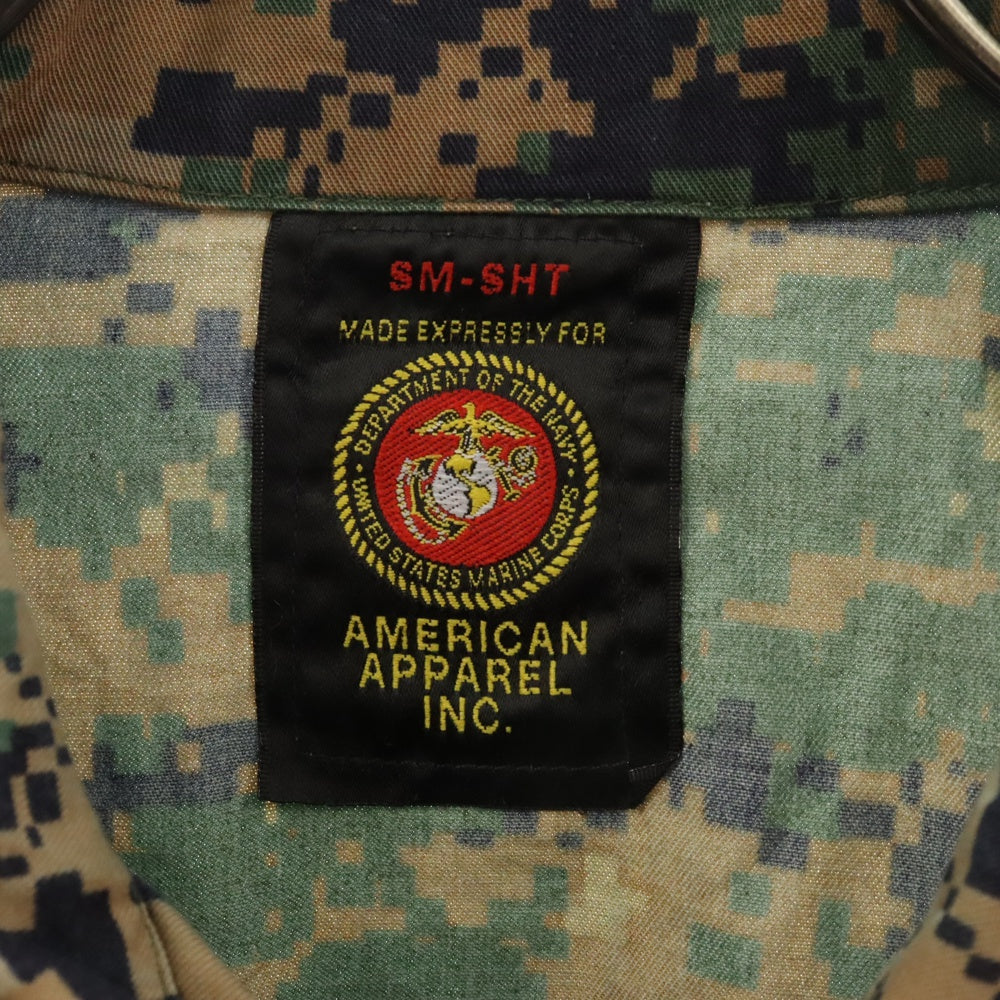 SM-SHT
MADE EXPRESSLY FOR
DEPARTMENT OF THE NAVY
UNITED STATES MARINE CORPS
AMERICAN
APPAREL
INC.